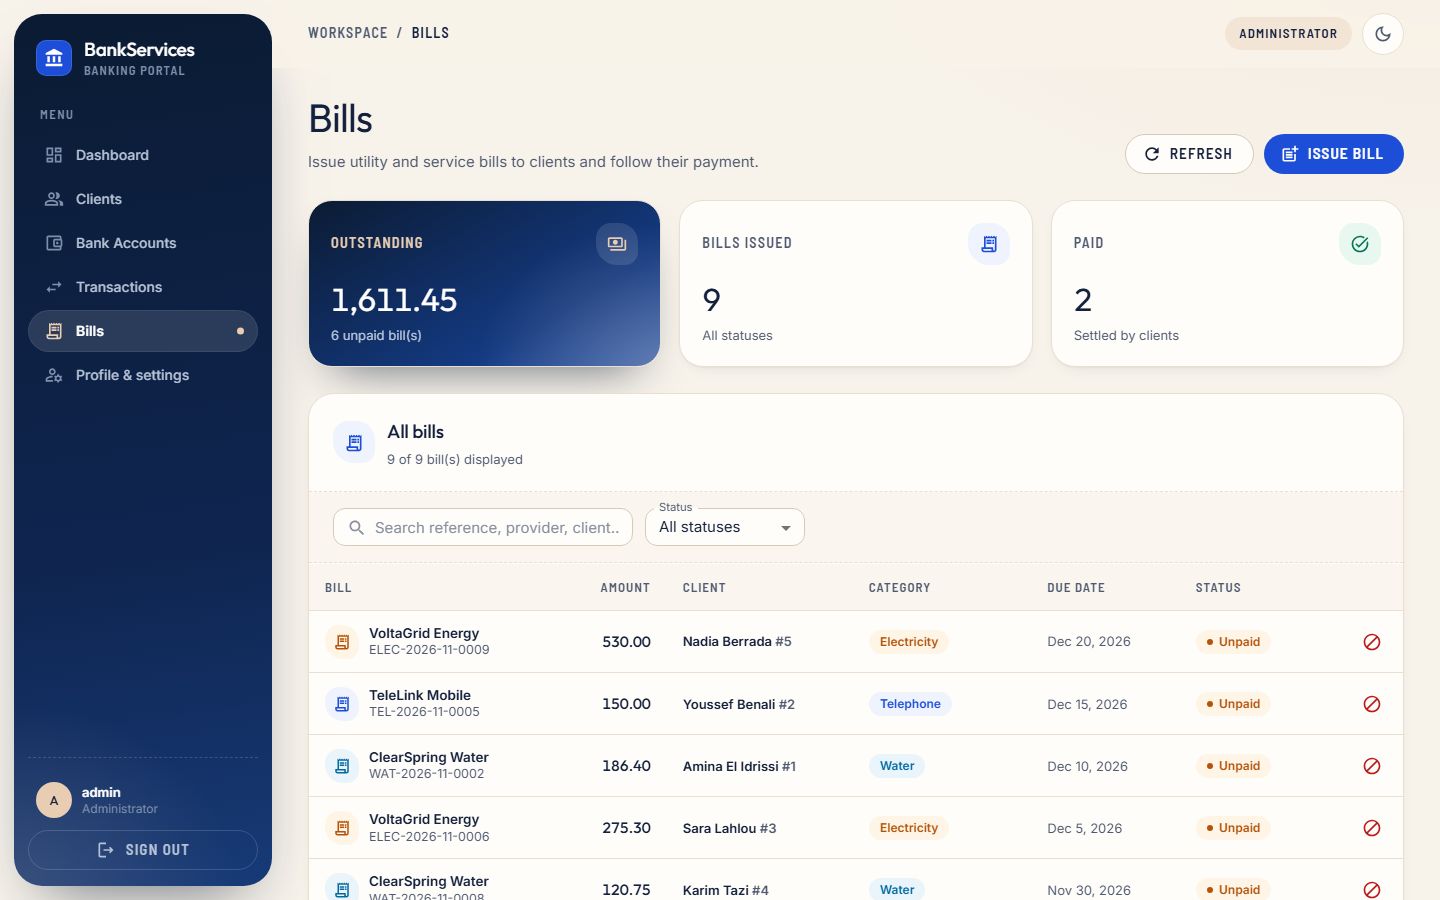 BankServices
BANKING PORTAL
MENU
Dashboard
Clients
Bank Accounts
Transactions
Bills
Profile & settings
A
admin
Administrator
SIGN OUT
WORKSPACE / BILLS
ADMINISTRATOR
Bills
Issue utility and service bills to clients and follow their payment.
REFRESH
ISSUE BILL
OUTSTANDING
1,611.45
6 unpaid bill(s)
BILLS ISSUED
9
All statuses
PAID
2
Settled by clients
All bills
9 of 9 bill(s) displayed
Search reference, provider, client..
Status
All statuses
BILL AMOUNT CLIENT CATEGORY DUE DATE STATUS
VoltaGrid Energy
ELEC-2026-11-0009
530.00 Nadia Berrada #5 Electricity Dec 20, 2026 Unpaid
TeleLink Mobile
TEL-2026-11-0005
150.00 Youssef Benali #2 Telephone Dec 15, 2026 Unpaid
ClearSpring Water
WAT-2026-11-0002
186.40 Amina El Idrissi #1 Water Dec 10, 2026 Unpaid
VoltaGrid Energy
ELEC-2026-11-0006
275.30 Sara Lahlou #3 Electricity Dec 5, 2026 Unpaid
ClearSpring Water
WAT-2026-11-0008
120.75 Karim Tazi #4 Water Nov 30, 2026 Unpaid